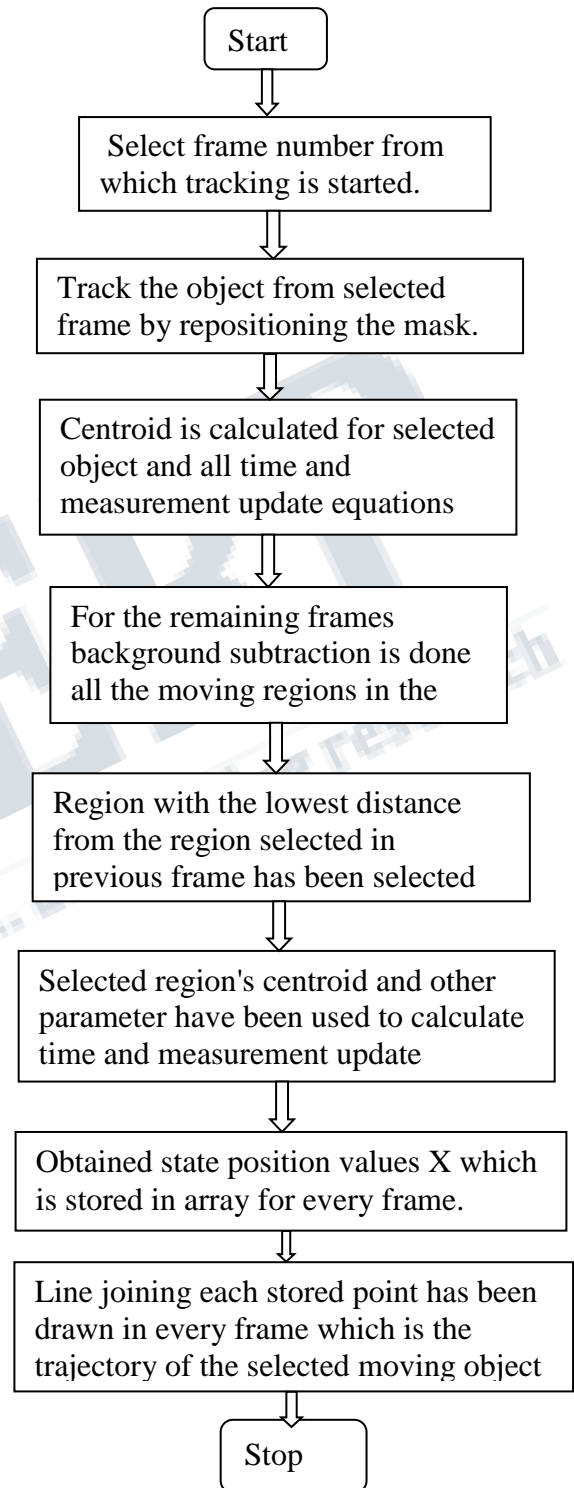 Start
Select frame number from
which tracking is started.
Track the object from selected
frame by repositioning the mask.
Centroid is calculated for selected
object and all time and
measurement update equations
For the remaining frames
background subtraction is done
all the moving regions in the
Region with the lowest distance
from the region selected in
previous frame has been selected
Selected region's centroid and other
parameter have been used to calculate
time and measurement update
Obtained state position values X which
is stored in array for every frame.
Line joining each stored point has been
drawn in every frame which is the
trajectory of the selected moving object
Stop